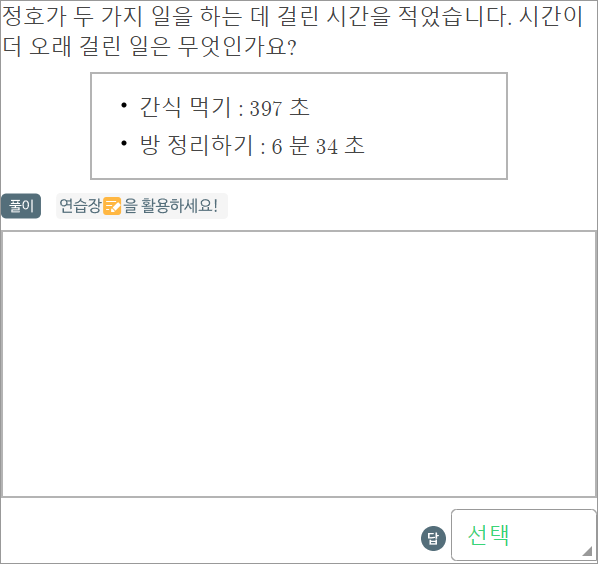 정호가 두 가지 일을 하는 데 걸린 시간을 적었습니다. 시간이
더 오래 걸린 일은 무엇인가요?
• 간식 먹기 : 397 초
• 방 정리하기 : 6 분 34 초
풀이 연습장📝을 활용하세요!
답 선택